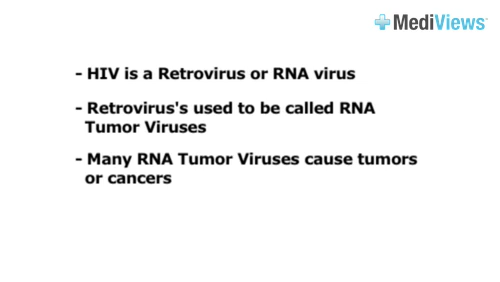 MediViews
- HIV is a Retrovirus or RNA virus
- Retrovirus's used to be called RNA
Tumor Viruses
- Many RNA Tumor Viruses cause tumors
or cancers